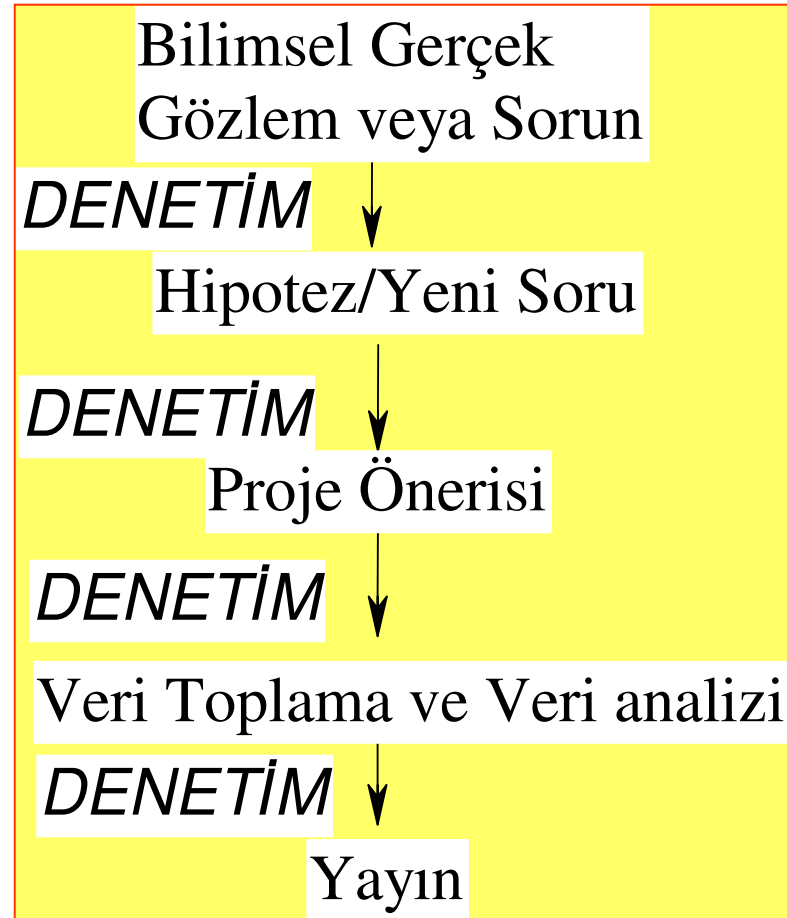 Bilimsel Gerçek
Gözlem veya Sorun
DENETİM
Hipotez/Yeni Soru
DENETİM
Proje Önerisi
DENETİM
Veri Toplama ve Veri analizi
DENETİM
Yayın